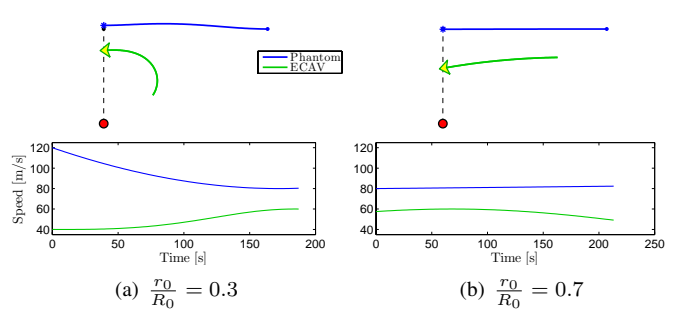 Phantom
ECAV
120
100
80
60
40
Speed [m/s]
0 50 100 150 200
Time [s]
120
100
80
60
40
0 50 100 150 200 250
Time [s]
(a) r0/R0 = 0.3
(b) r0/R0 = 0.7